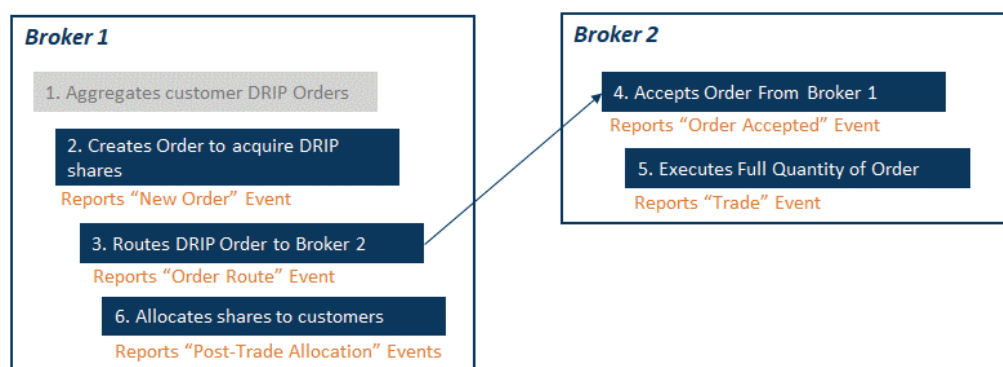 Broker 1
1. Aggregates customer DRIP Orders
2. Creates Order to acquire DRIP
shares
Reports “New Order” Event
3. Routes DRIP Order to Broker 2
Reports “Order Route” Event
6. Allocates shares to customers
Reports “Post-Trade Allocation” Events
Broker 2
4. Accepts Order From Broker 1
Reports “Order Accepted” Event
5. Executes Full Quantity of Order
Reports “Trade” Event